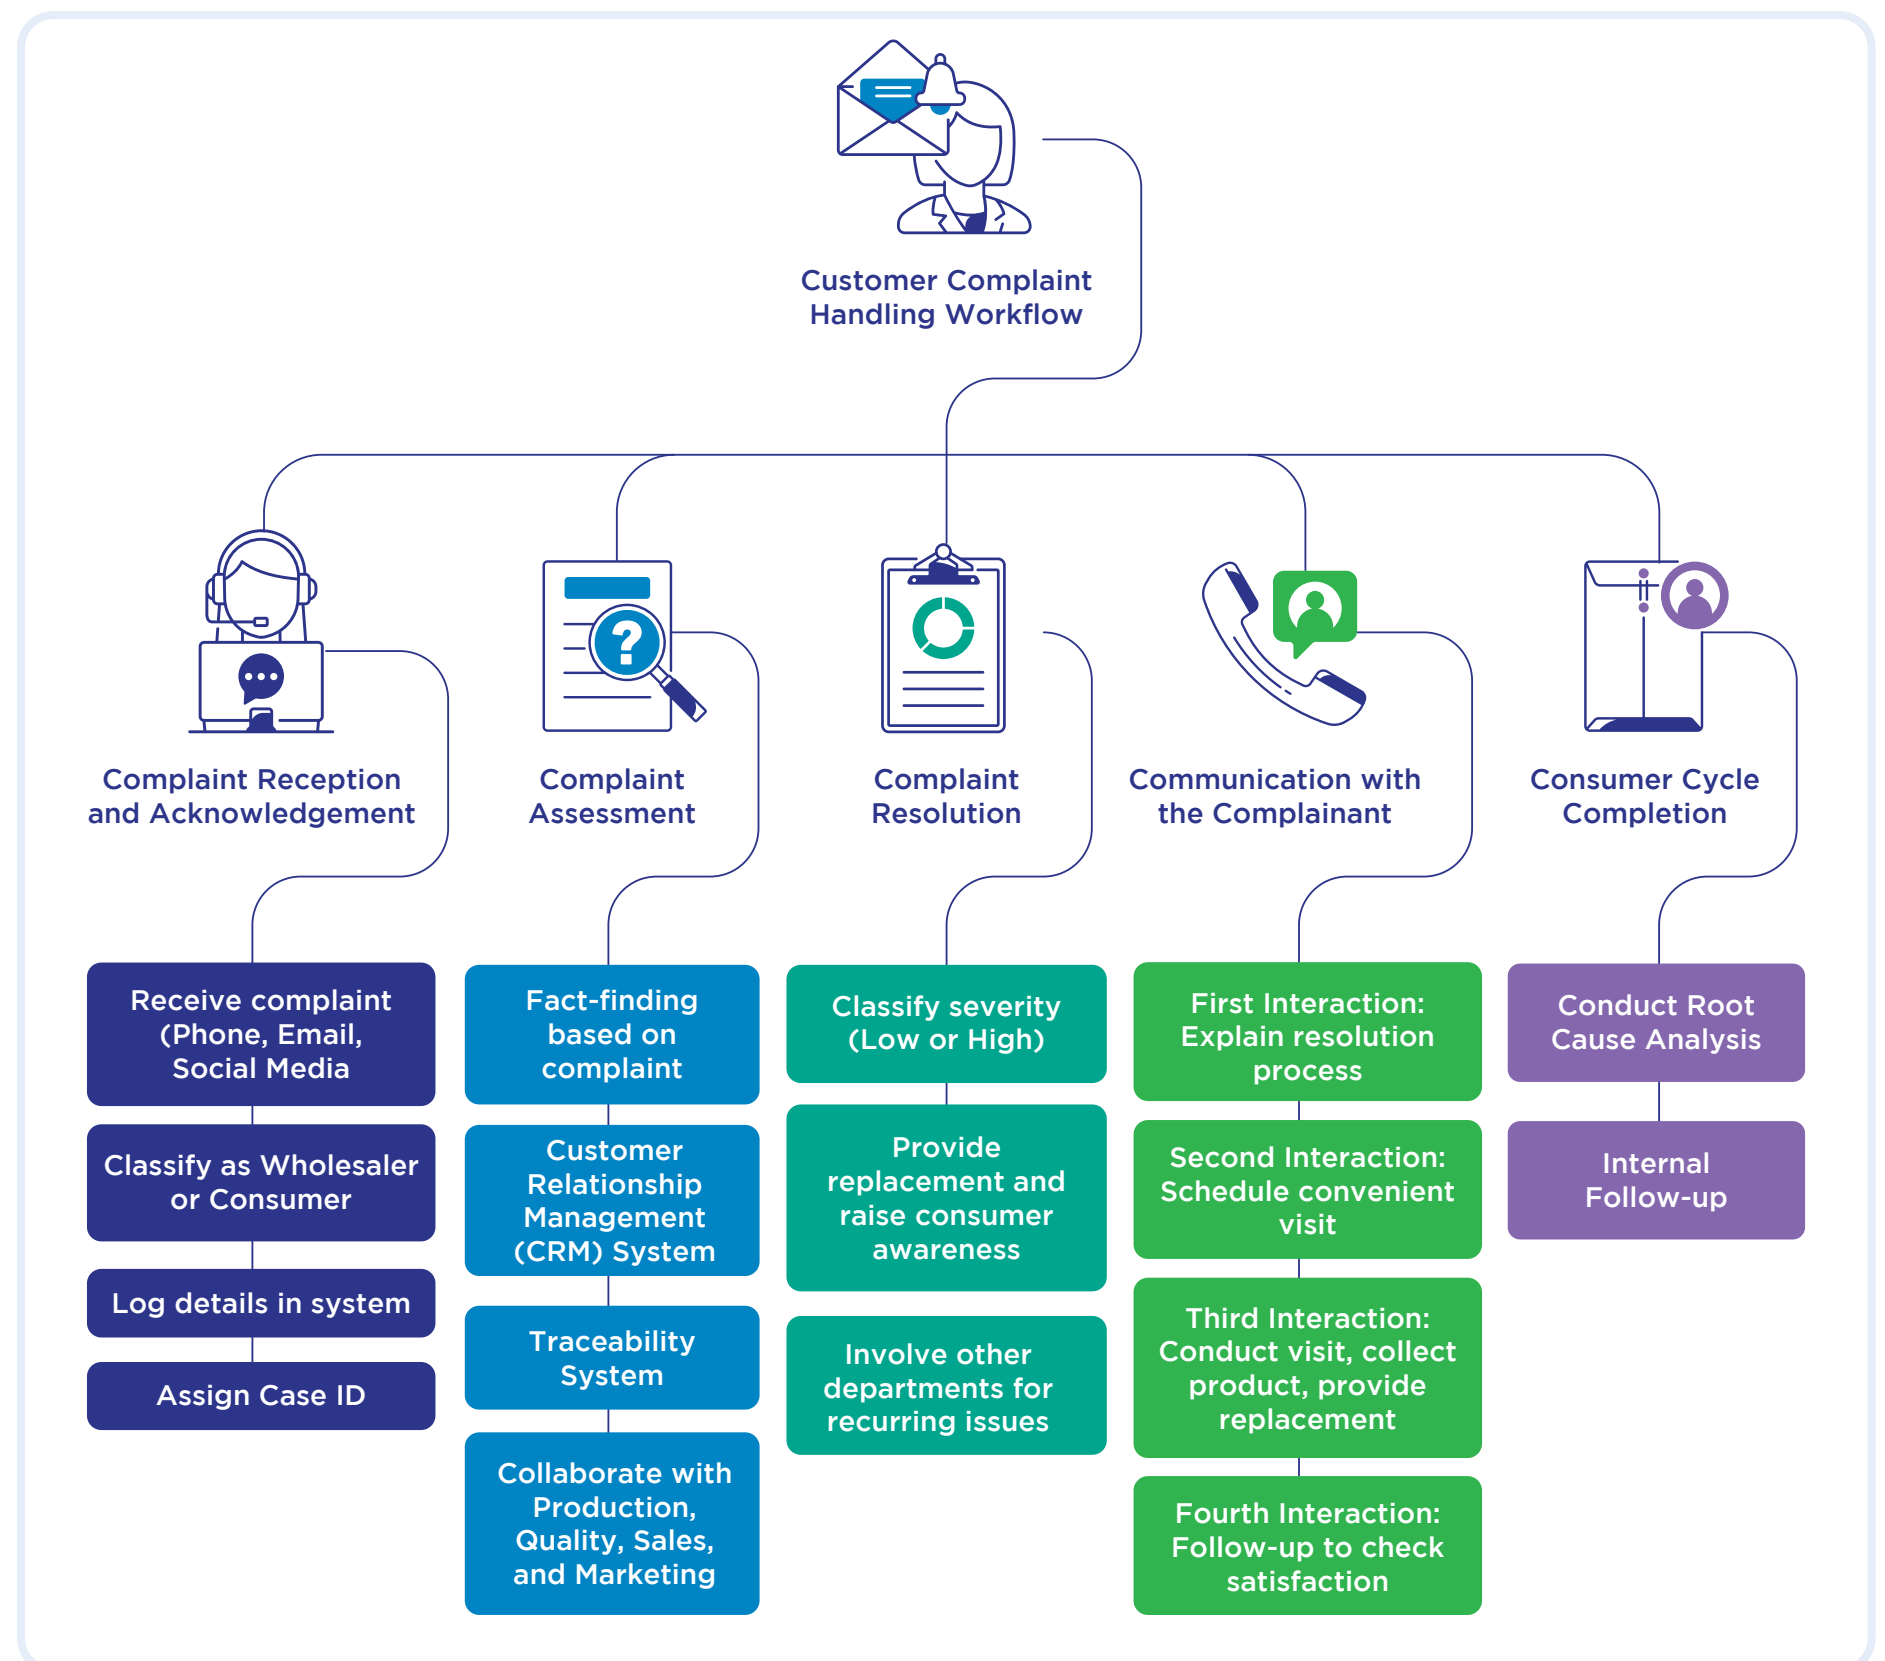 Customer Complaint
Handling Workflow
Complaint Reception
and Acknowledgement
Complaint
Assessment
Complaint
Resolution
Communication with
the Complainant
Consumer Cycle
Completion
Receive complaint
(Phone, Email,
Social Media
Classify as Wholesaler
or Consumer
Log details in system
Assign Case ID
Fact-finding
based on
complaint
Customer
Relationship
Management
(CRM) System
Traceability
System
Collaborate with
Production,
Quality, Sales,
and Marketing
Classify severity
(Low or High)
Provide
replacement and
raise consumer
awareness
Involve other
departments for
recurring issues
First Interaction:
Explain resolution
process
Second Interaction:
Schedule convenient
visit
Third Interaction:
Conduct visit, collect
product, provide
replacement
Fourth Interaction:
Follow-up to check
satisfaction
Conduct Root
Cause Analysis
Internal
Follow-up